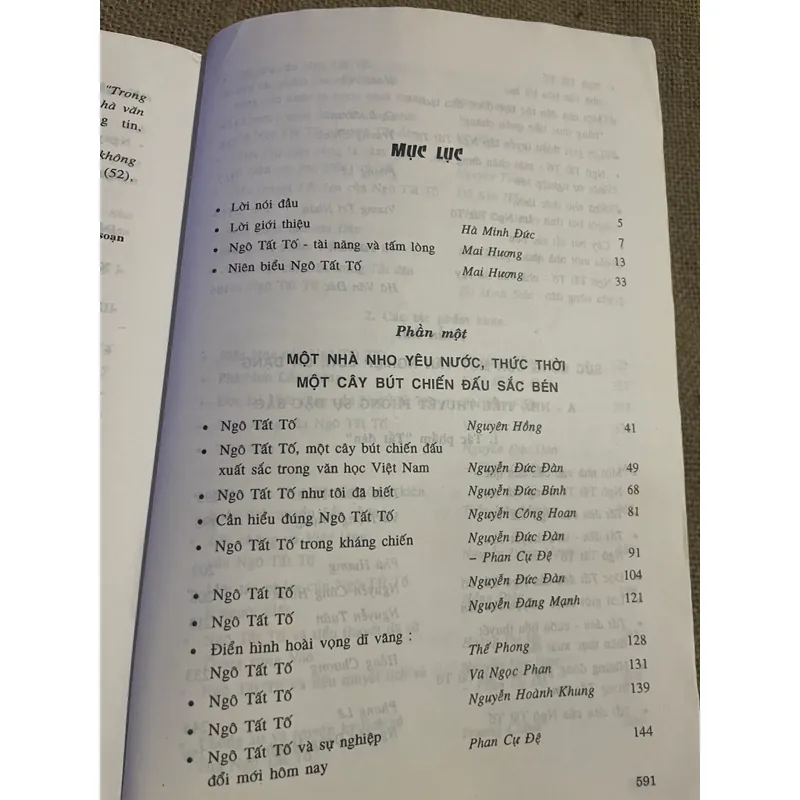 "Trong
hà văn
g tin,
không
(52),
soạn
MỤC LỤC
• Lời nói đầu 5
• Lời giới thiệu Hà Minh Đức 7
• Ngô Tất Tố - tài năng và tấm lòng Mai Hương 13
• Niên biểu Ngô Tất Tố Mai Hương 33
Phần một
MỘT NHÀ NHO YÊU NƯỚC, THỨC THỜI
MỘT CÂY BÚT CHIẾN ĐẤU SẮC BÉN
• Ngô Tất Tố Nguyên Hồng 41
• Ngô Tất Tố, một cây bút chiến đấu
xuất sắc trong văn học Việt Nam Nguyễn Đức Đàn 49
• Ngô Tất Tố như tôi đã biết Nguyễn Đức Bính 68
• Cần hiểu đúng Ngô Tất Tố Nguyễn Công Hoan 81
• Ngô Tất Tố trong kháng chiến Nguyễn Đức Đàn
– Phan Cự Đệ 91
• Ngô Tất Tố Nguyễn Đức Đàn 104
• Ngô Tất Tố Nguyễn Đăng Mạnh 121
• Điển hình hoài vọng dĩ vãng :
Ngô Tất Tố Thế Phong 128
• Ngô Tất Tố Vũ Ngọc Phan 131
• Ngô Tất Tố Nguyễn Hoành Khung 139
• Ngô Tất Tố và sự nghiệp
đổi mới hôm nay Phan Cự Đệ 144
591